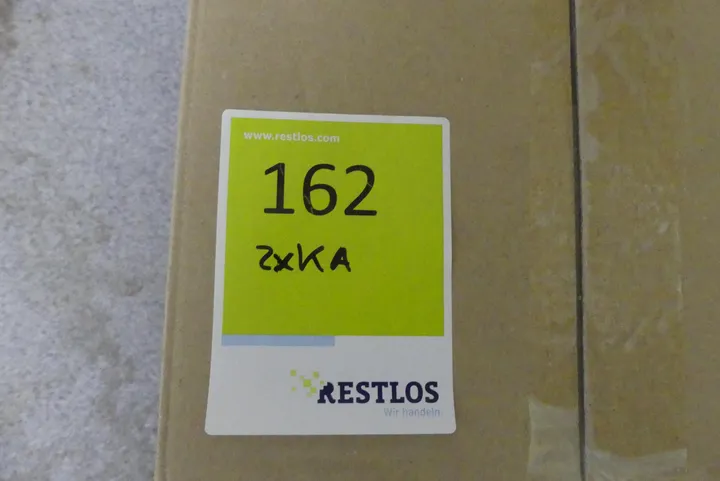 www.restlos.com
162
2xKA
RESTLOS
Wir handeln